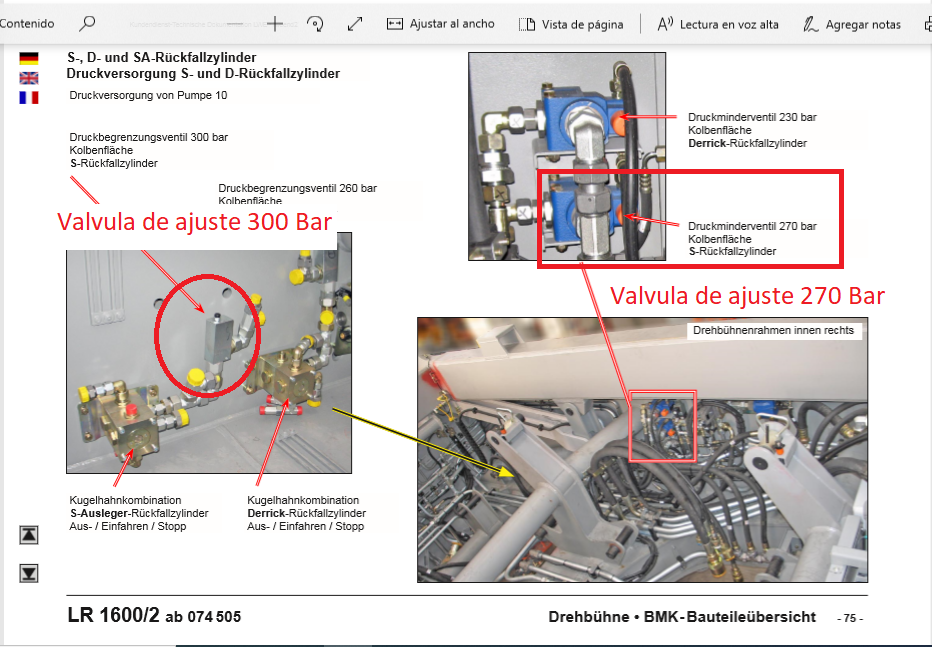 Contenido
Ajustar al ancho
Vista de página
Lectura en voz alta
Agregar notas
S-, D- und SA-Rückfallzylinder
Druckversorgung S- und D-Rückfallzylinder
Druckversorgung von Pumpe 10
Druckbegrenzungsventil 300 bar
Kolbenfläche
S-Rückfallzylinder
Druckbegrenzungsventil 260 bar
Kolbenfläche
Valvula de ajuste 300 Bar
Druckminderventil 230 bar
Kolbenfläche
Derrick-Rückfallzylinder
Druckminderventil 270 bar
Kolbenfläche
S-Rückfallzylinder
Valvula de ajuste 270 Bar
Drehbühnenrahmen innen rechts
Kugelhahnkombination
S-Ausleger-Rückfallzylinder
Aus- / Einfahren / Stopp
Kugelhahnkombination
Derrick-Rückfallzylinder
Aus- / Einfahren / Stopp
LR 1600/2 ab 074 505
Drehbühne • BMK-Bauteileübersicht - 75 -